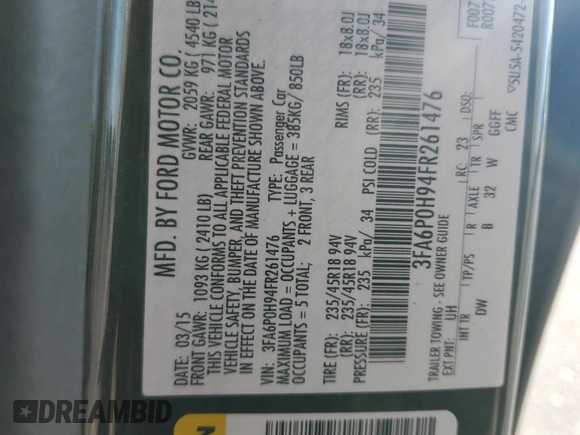 MFD. BY FORD MOTOR CO.
DATE: 03/15 GVWR: 2059 KG ( 4540 LB
FRONT GAWR: 1093 KG ( 2410 LB) REAR GAWR: 971 KG ( 214
THIS VEHICLE CONFORMS TO ALL APPLICABLE FEDERAL MOTOR
VEHICLE SAFETY, BUMPER, AND THEFT PREVENTION STANDARDS
IN EFFECT ON THE DATE OF MANUFACTURE SHOWN ABOVE.
VIN: 3FA6P0H94FR261476 TYPE: Passenger Car
MAXIMUM LOAD = OCCUPANTS + LUGGAGE = 385KG/ 850LB
OCCUPANTS = 5 TOTAL: 2 FRONT, 3 REAR
TIRE (FR): 235/45R18 94V RIMS (FR): 18x8.0J
(RR): 235/45R18 94V (RR): 18x8.0J
PRESSURE (FR): 235 kPa/ 34 PSI COLD (RR): 235 kPa/ 34
3FA6P0H94FR261476
TRAILER TOWING - SEE OWNER GUIDE
EXT PNT: UH RC: 23 DSO:
INT TR TP/PS R AXLE TR SPR
DW B 32 W GGFF
CMC
5U5A-5420472-
F007
R007
N
DREAMBID